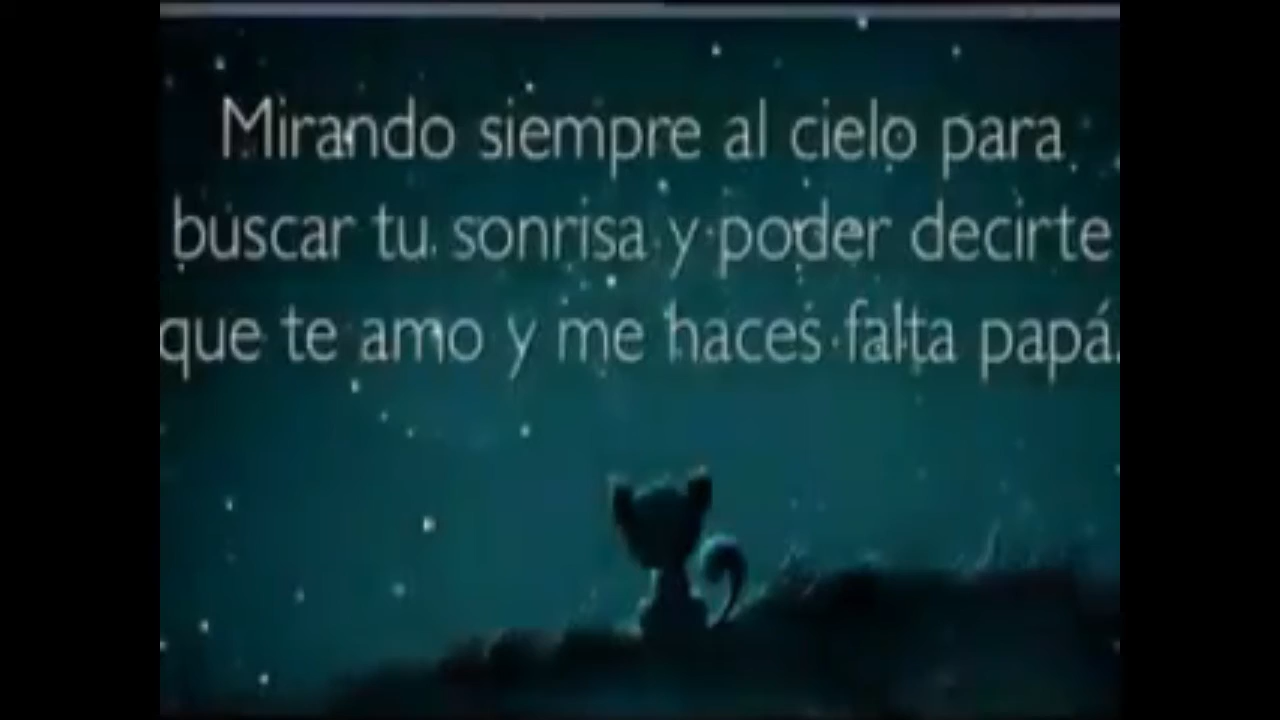 Mirando siempre al cielo para
buscar tu sonrisa y poder decirte
que te amo y me haces falta papá.